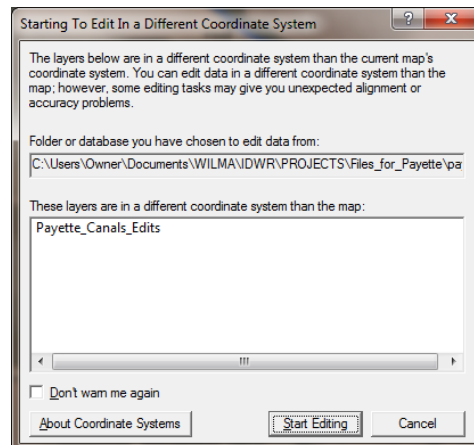 Starting To Edit In a Different Coordinate System
The layers below are in a different coordinate system than the current map's
coordinate system. You can edit data in a different coordinate system than the
map; however, some editing tasks may give you unexpected alignment or
accuracy problems.
Folder or database you have chosen to edit data from:
C:\Users\Owner\Documents\WILMA\IDWR\PROJECTS\Files_for_Payette\pay
These layers are in a different coordinate system than the map:
Payette_Canals_Edits
Don't warn me again
About Coordinate Systems Start Editing Cancel